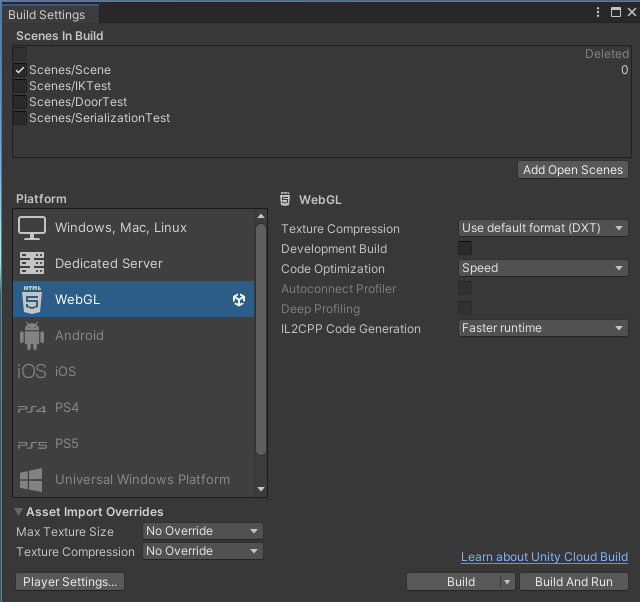 Build Settings
Scenes In Build
Deleted
Scenes/Scene 0
Scenes/IKTest
Scenes/DoorTest
Scenes/SerializationTest
Add Open Scenes
Platform
Windows, Mac, Linux
Dedicated Server
HTML 5 WebGL
Android
iOS iOS
PS4 PS4
PS5 PS5
Universal Windows Platform
5 WebGL
Texture Compression Use default format (DXT)
Development Build
Code Optimization Speed
Autoconnect Profiler
Deep Profiling
IL2CPP Code Generation Faster runtime
Asset Import Overrides
Max Texture Size No Override
Texture Compression No Override
Learn about Unity Cloud Build
Player Settings...
Build
Build And Run